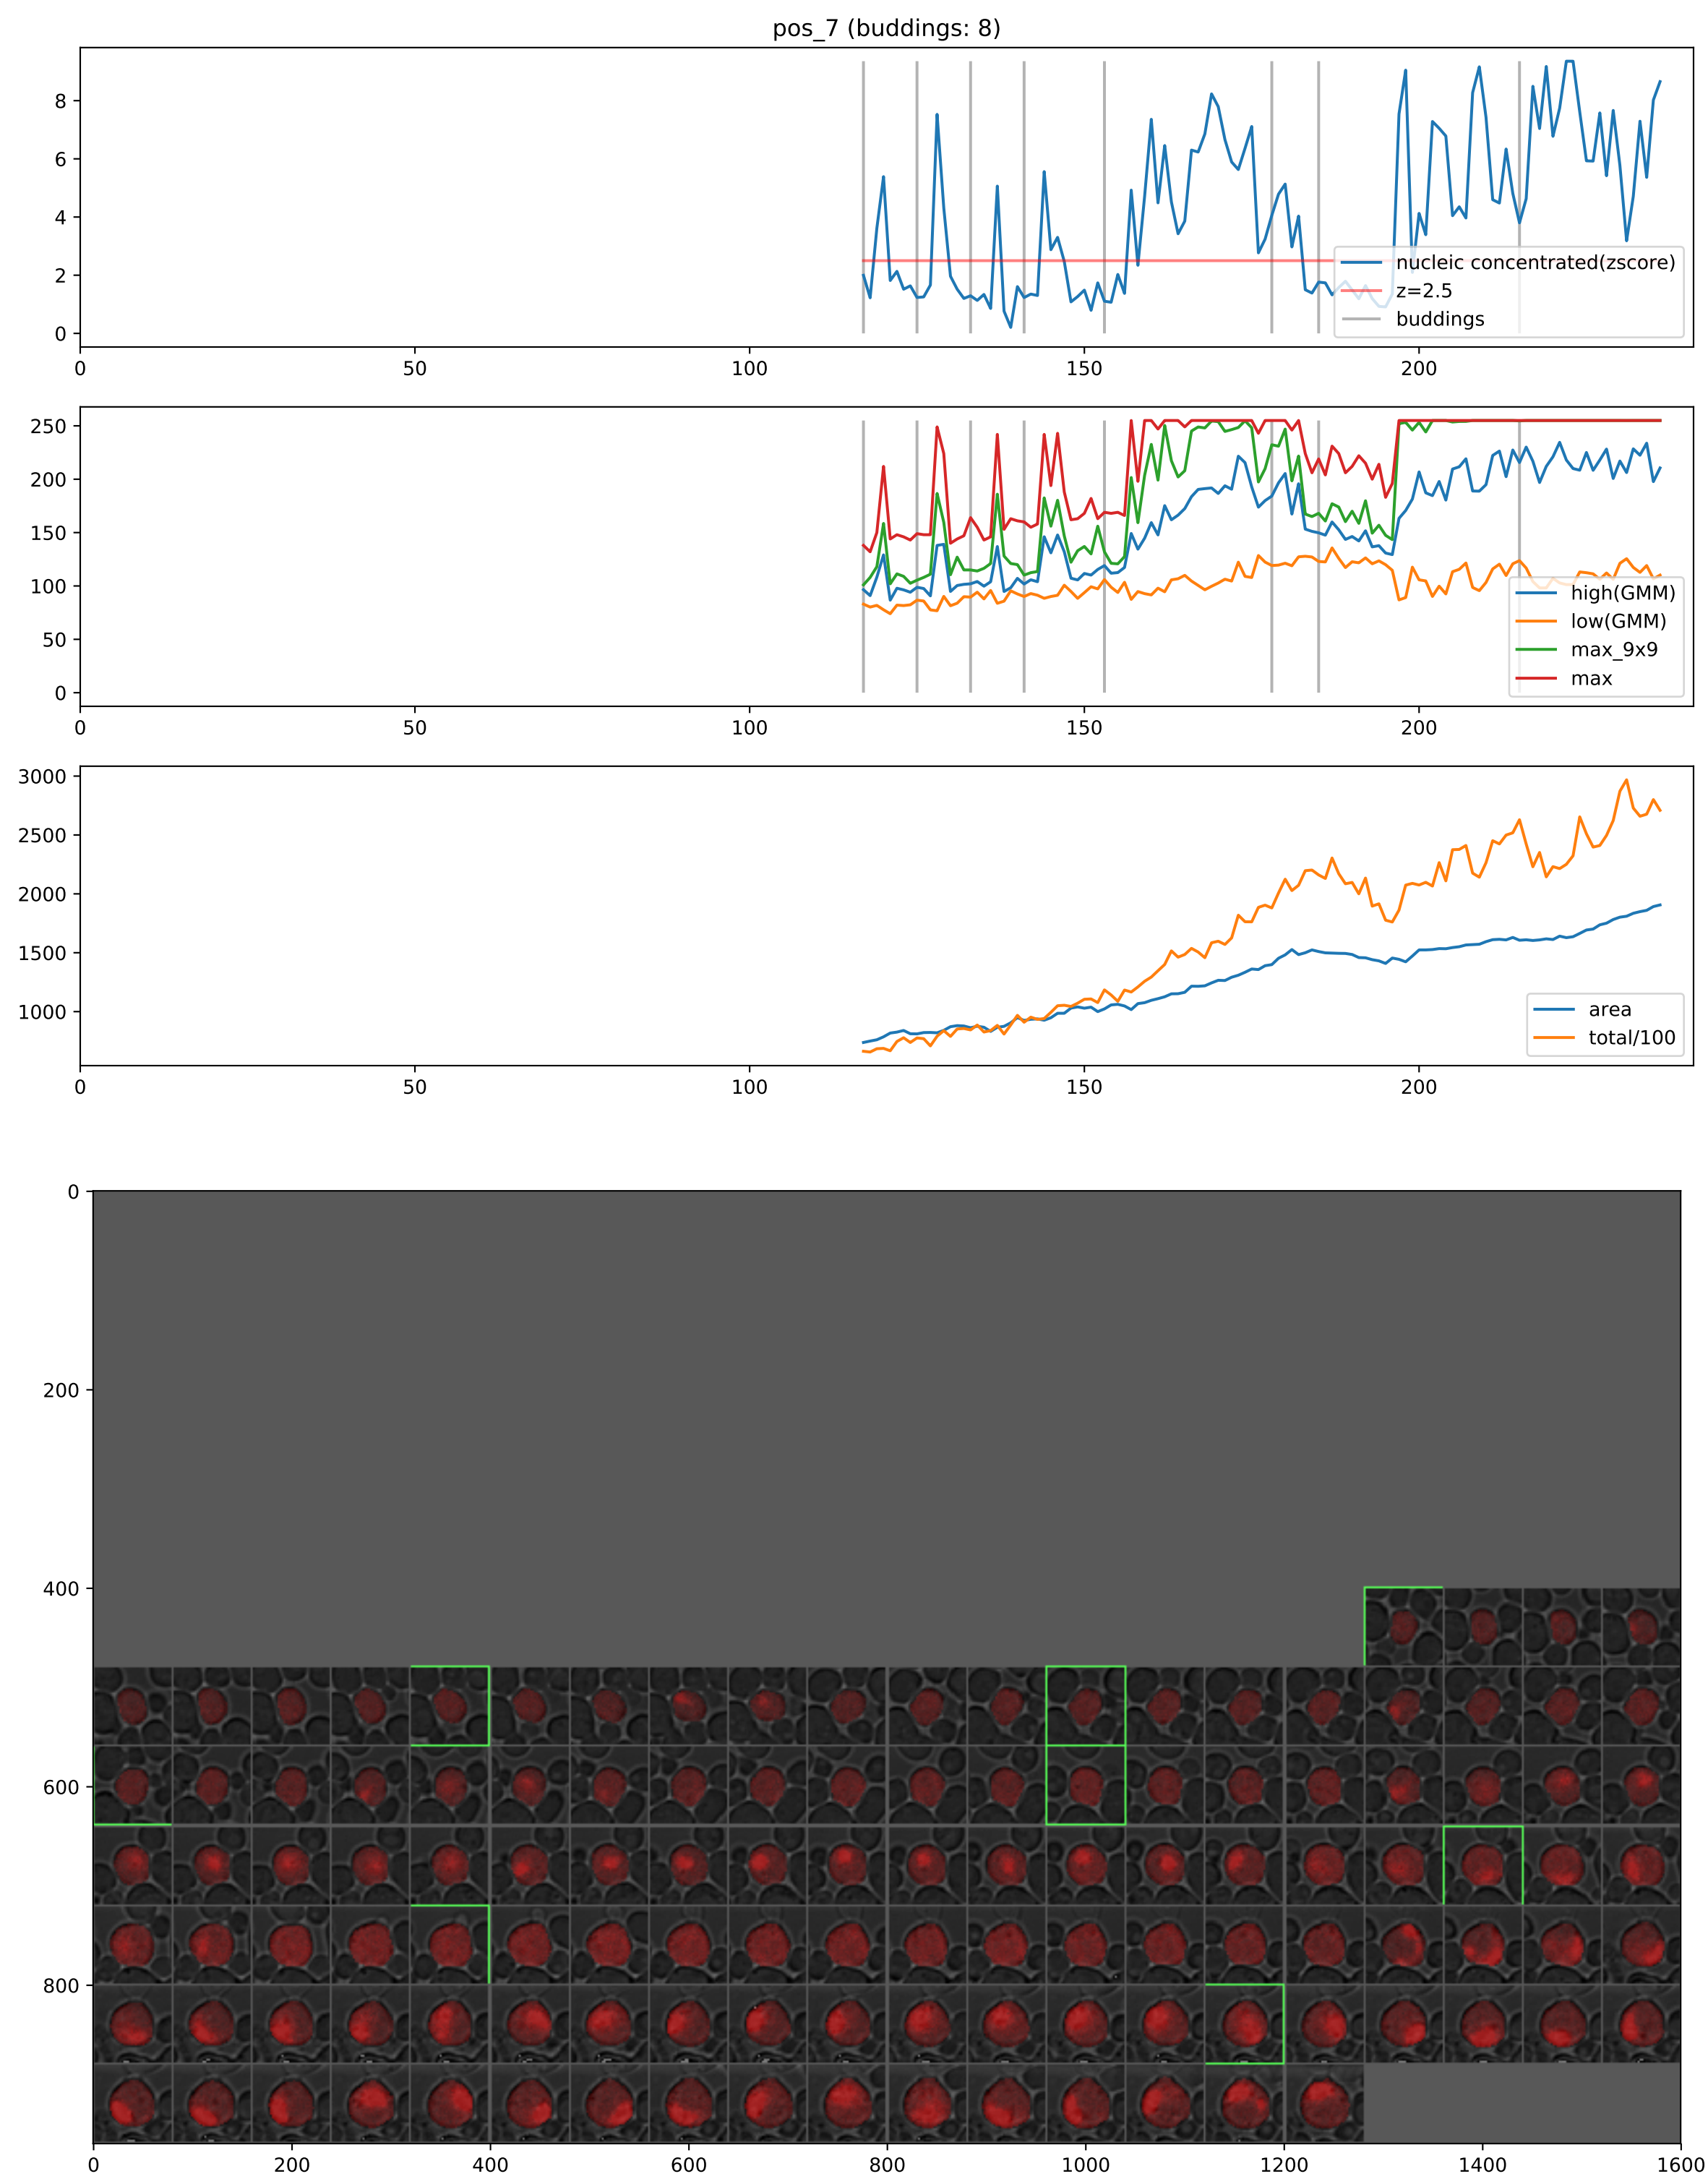 pos_7 (buddings: 8)
8
6
4
2
0
nucleic concentrated(zscore)
z=2.5
buddings
0 50 100 150 200
250
200
150
100
50
0
high(GMM)
low(GMM)
max_9x9
max
0 50 100 150 200
3000
2500
2000
1500
1000
area
total/100
0 50 100 150 200
0
200
400
600
800
0 200 400 600 800 1000 1200 1400 1600